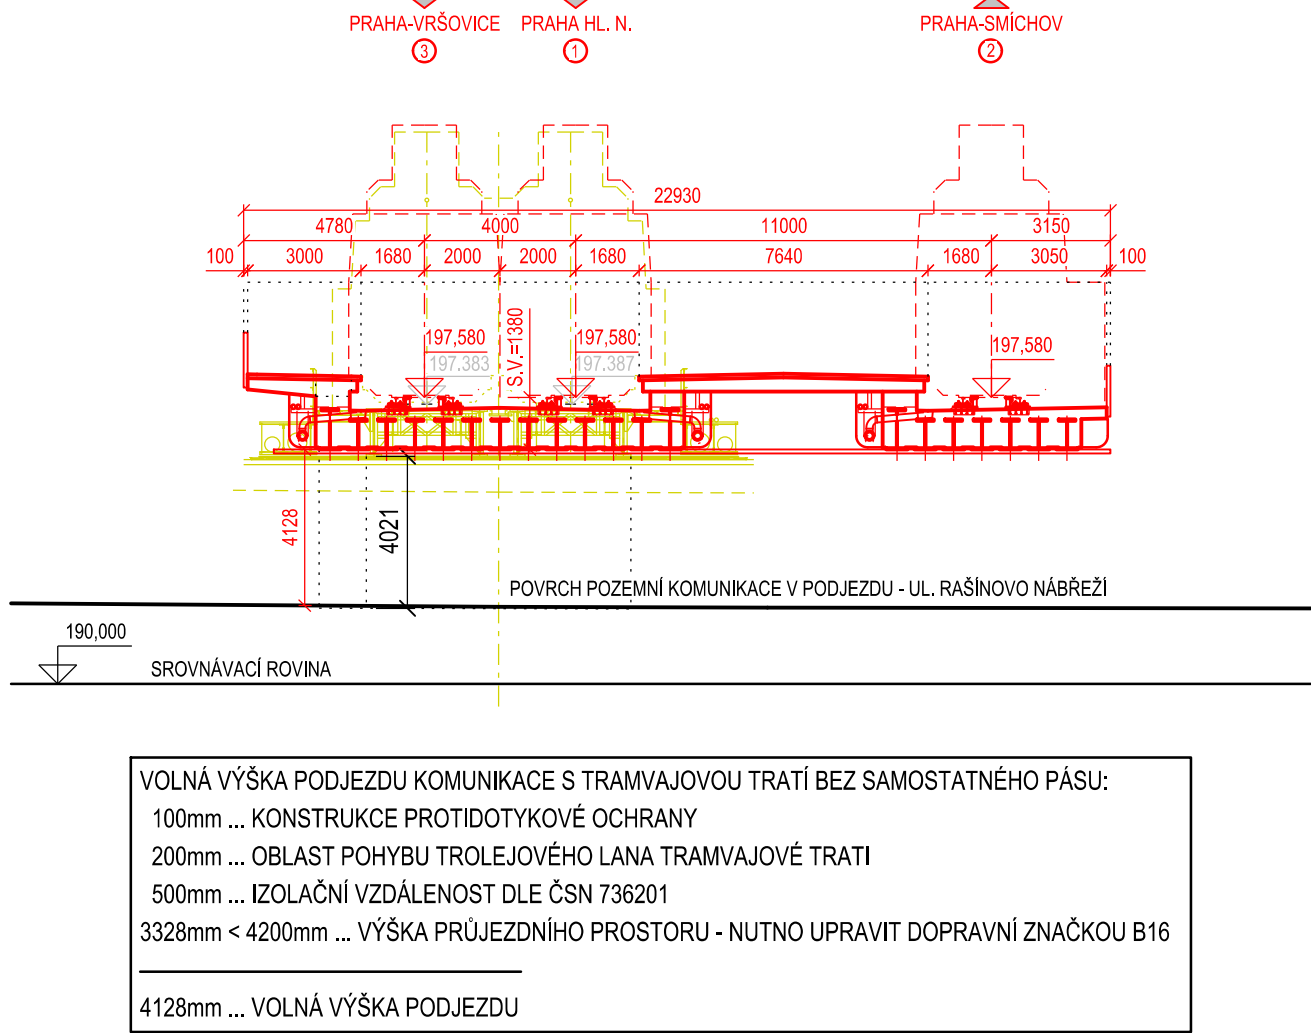 PRAHA-VRŠOVICE PRAHA HL. N. PRAHA-SMÍCHOV
3 1 2
22930
4780 4000 11000 3150
100 3000 1680 2000 2000 1680 7640 1680 3050 100
S.V.=1380
197,580 197,580 197,580
197.383 197.387
4128
4021
POVRCH POZEMNÍ KOMUNIKACE V PODJEZDU - UL. RAŠÍNOVO NÁBŘEŽÍ
190,000
SROVNÁVACÍ ROVINA
VOLNÁ VÝŠKA PODJEZDU KOMUNIKACE S TRAMVAJOVOU TRATÍ BEZ SAMOSTATNÉHO PÁSU:
100mm ... KONSTRUKCE PROTIDOTYKOVÉ OCHRANY
200mm ... OBLAST POHYBU TROLEJOVÉHO LANA TRAMVAJOVÉ TRATI
500mm ... IZOLAČNÍ VZDÁLENOST DLE ČSN 736201
3328mm < 4200mm ... VÝŠKA PRŮJEZDNÍHO PROSTORU - NUTNO UPRAVIT DOPRAVNÍ ZNAČKOU B16
4128mm ... VOLNÁ VÝŠKA PODJEZDU